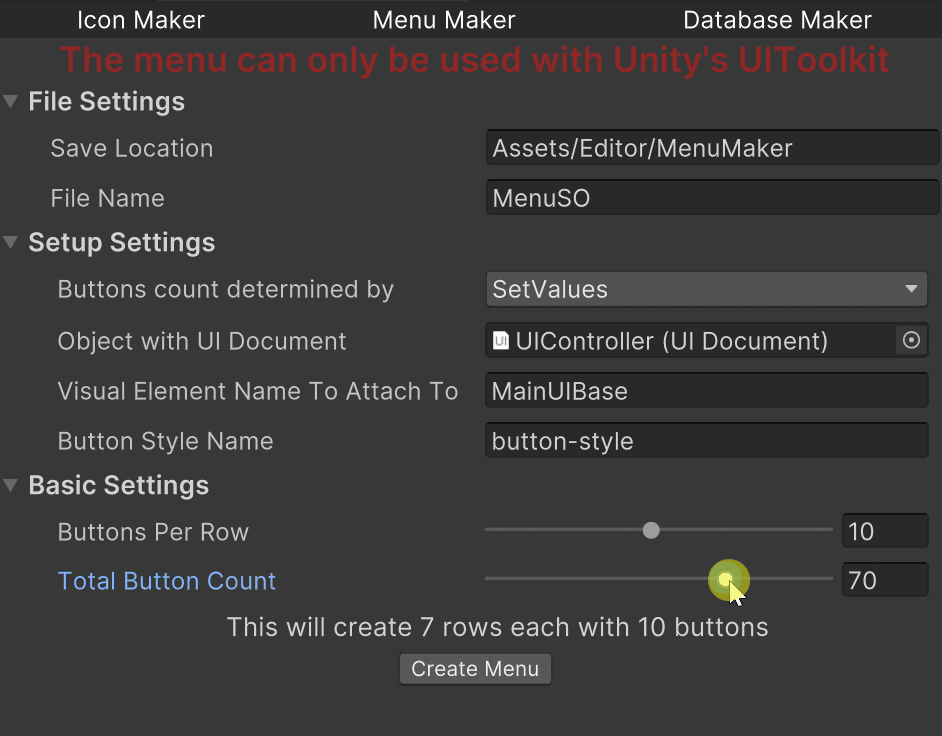 Icon Maker Menu Maker Database Maker
The menu can only be used with Unity's UIToolkit
File Settings
Save Location Assets/Editor/MenuMaker
File Name MenuSO
Setup Settings
Buttons count determined by SetValues
Object with UI Document UIController (UI Document)
Visual Element Name To Attach To MainUIBase
Button Style Name button-style
Basic Settings
Buttons Per Row 10
Total Button Count 70
This will create 7 rows each with 10 buttons
Create Menu